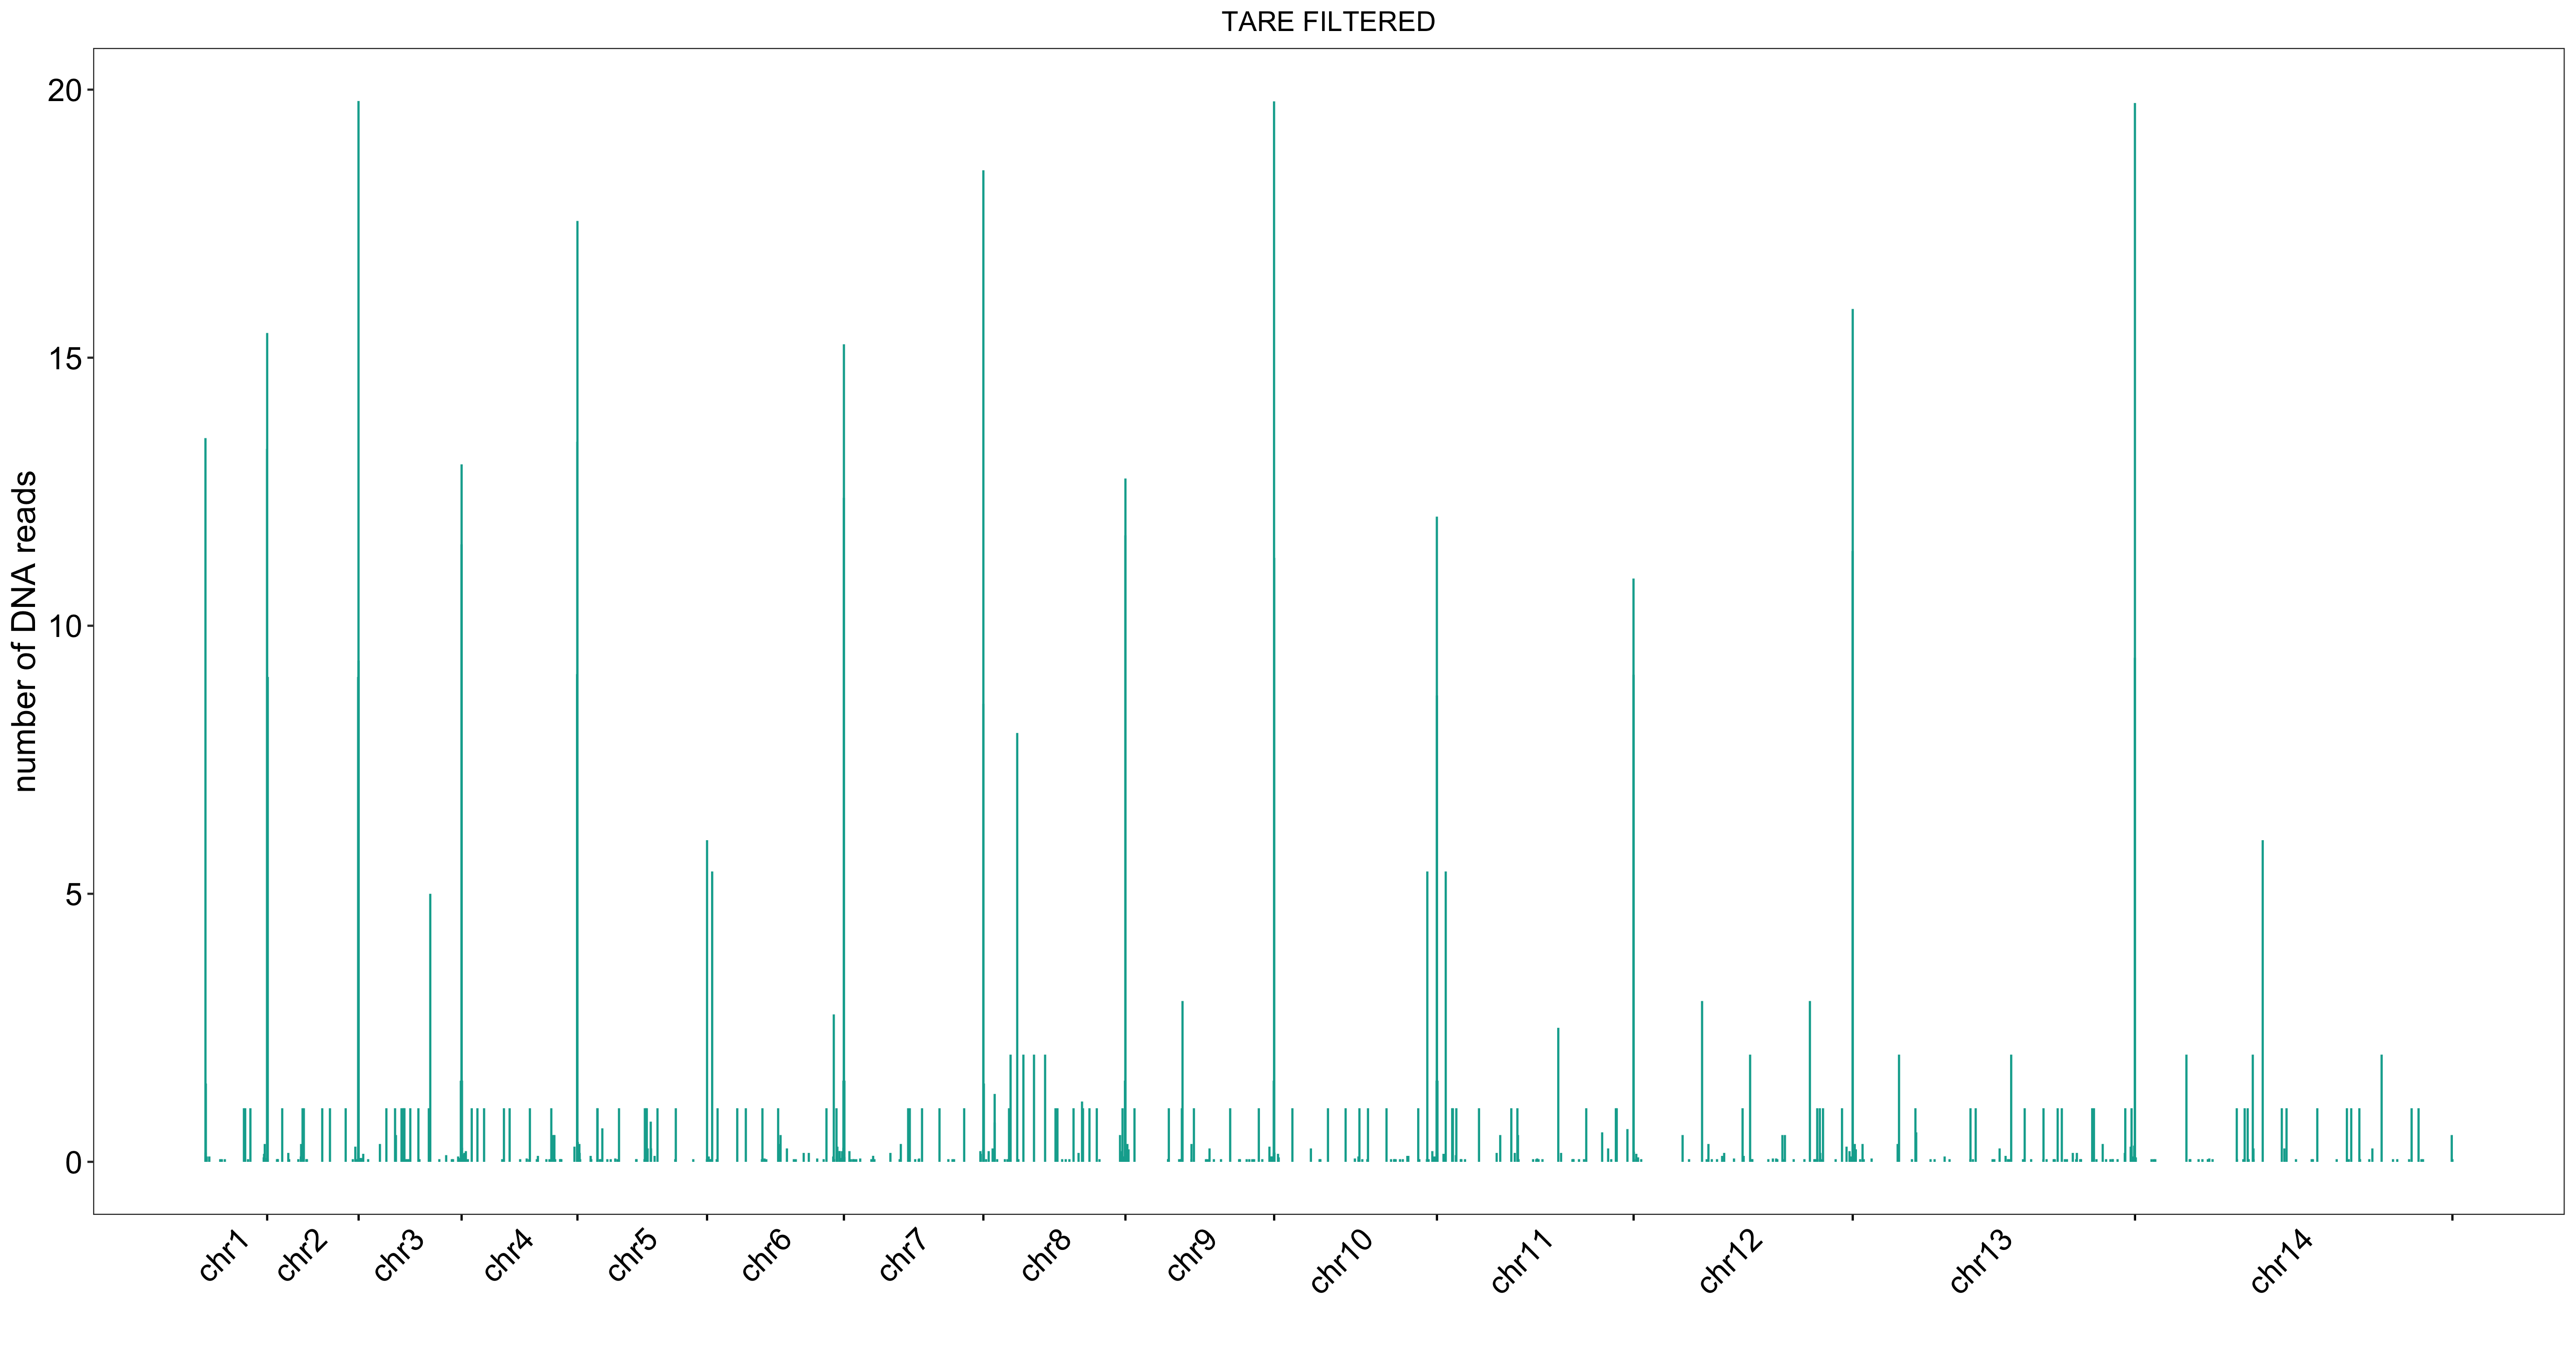 TARE FILTERED
number of DNA reads
20
15
10
5
0
chr1
chr2
chr3
chr4
chr5
chr6
chr7
chr8
chr9
chr10
chr11
chr12
chr13
chr14